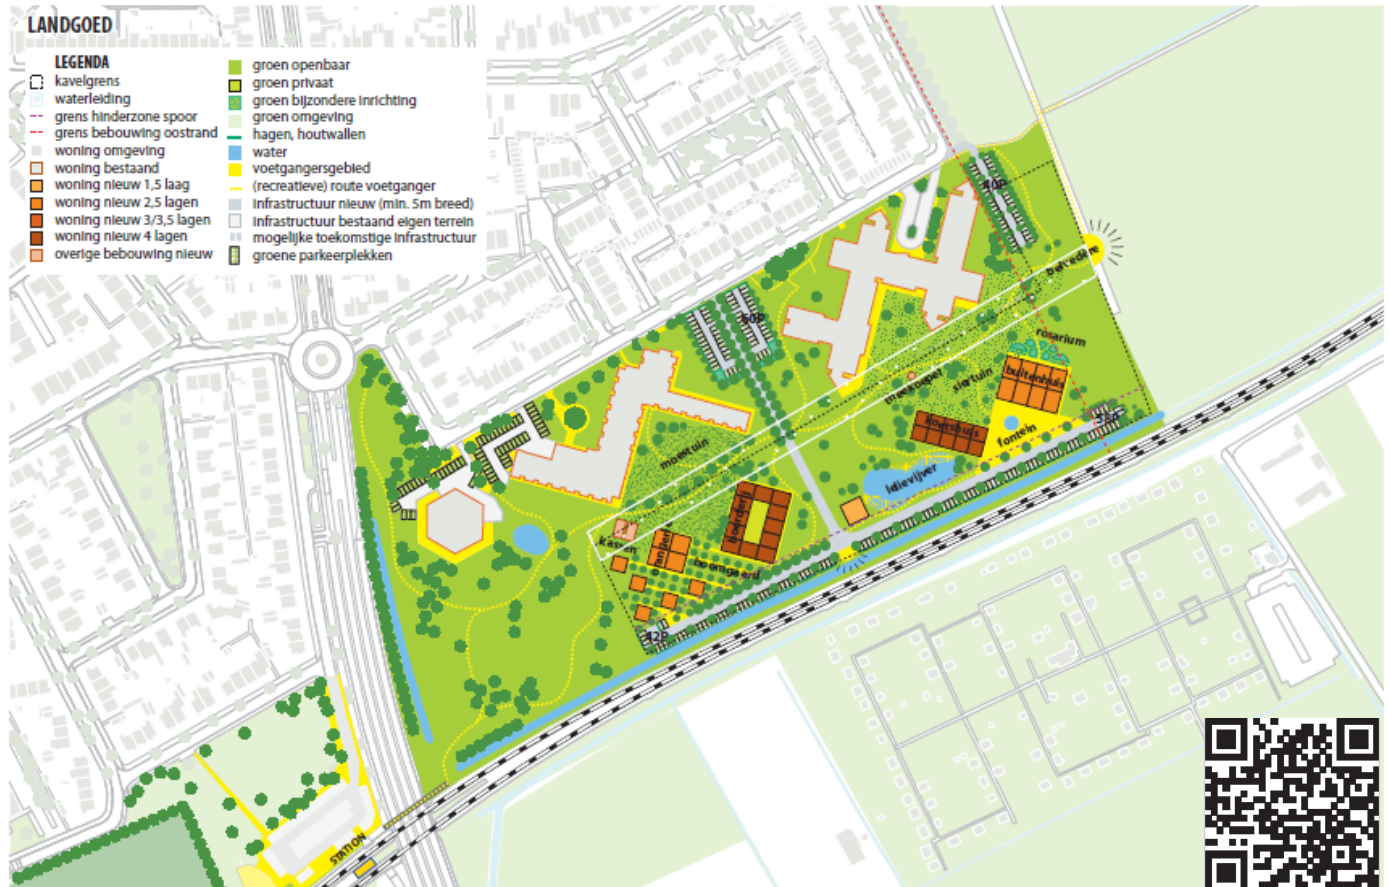 LANDGOED
LEGENDA
kavelgrens
waterleiding
grens hinderzone spoor
grens bebouwing oostrand
woning omgeving
woning bestaand
woning nieuw 1,5 laag
woning nieuw 2,5 lagen
woning nieuw 3/3,5 lagen
woning nieuw 4 lagen
overige bebouwing nieuw
groen openbaar
groen privaat
groen bijzondere inrichting
groen omgeving
hagen, houtwallen
water
voetgangersgebied
(recreatieve) route voetganger
infrastructuur nieuw (min. 5m breed)
infrastructuur bestaand eigen terrein
mogelijke toekomstige infrastructuur
groene parkeerplekken
40P
belvedère
60P
rosarium
buitenhuis
theekoepel
siertuin
koetshuis
fontein
moestuin
idievijver
boerderij
kassen
boomgaard
42P
STATION